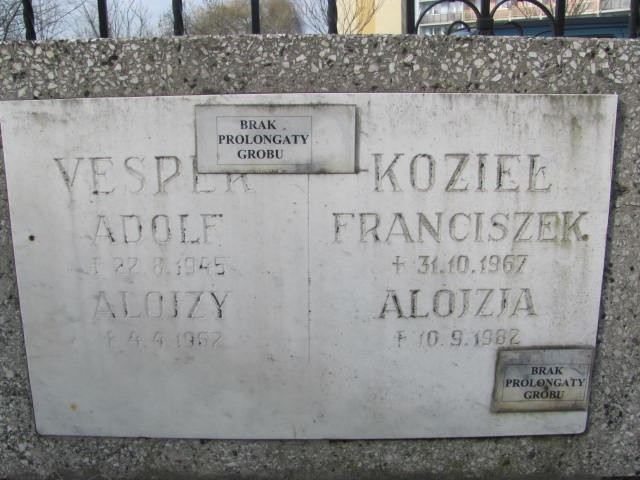 BRAK
PROLONGATY
GROBU
VESPER
ADOLF
† 27.8.1945
ALOJZY
† 4.4.1962
KOZIEŁ
FRANCISZEK
† 31.10.1967
ALOJZJA
† 10.9.1982
BRAK
PROLONGATY
GROBU